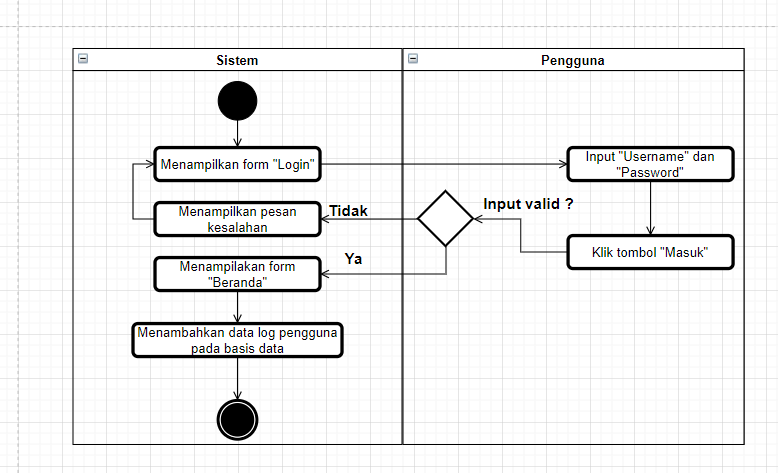 Sistem
Pengguna
Menampilkan form "Login"
Input "Username" dan
"Password"
Menampilkan pesan
kesalahan
Tidak
Input valid ?
Klik tombol "Masuk"
Ya
Menampilakan form
"Beranda"
Menambahkan data log pengguna
pada basis data